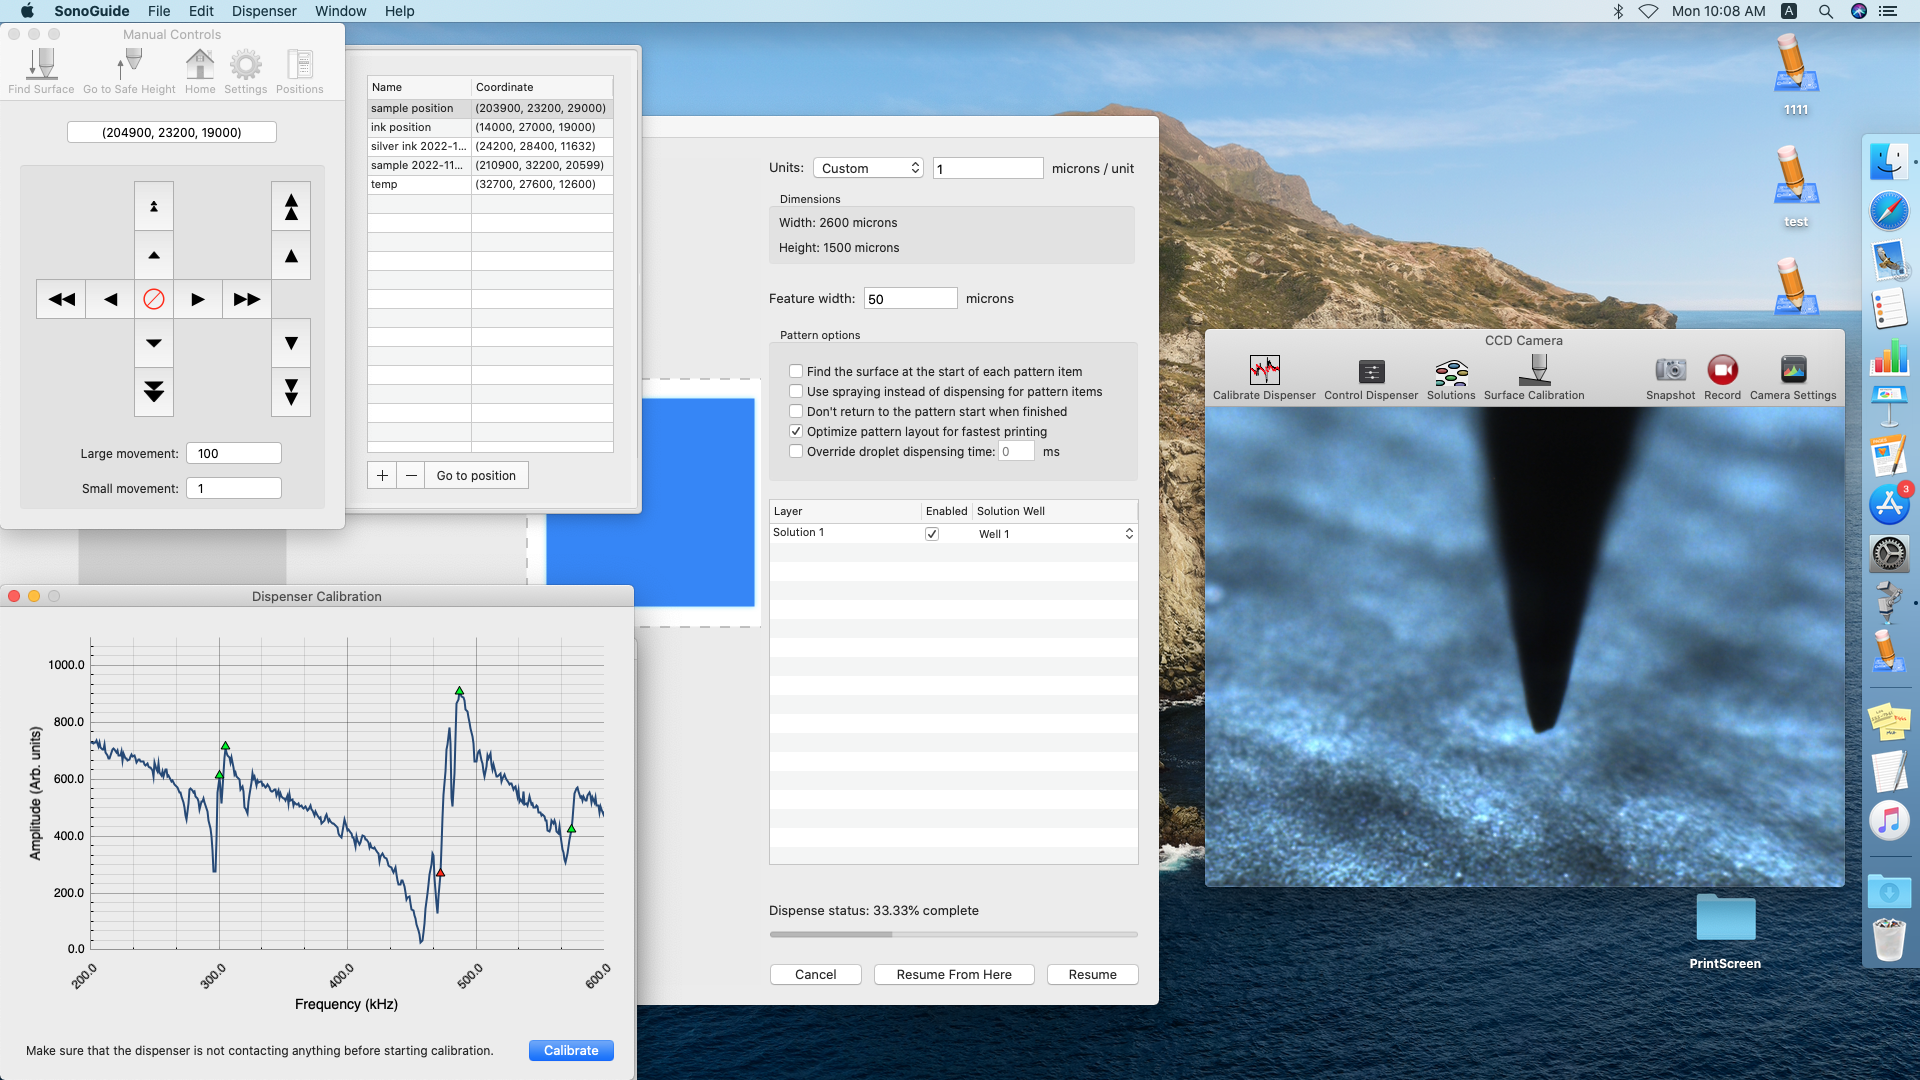 SonoGuide File Edit Dispenser Window Help
Mon 10:08 AM A
Manual Controls
Find Surface Go to Safe Height Home Settings Positions
(204900, 23200, 19000)
Large movement: 100
Small movement: 1
Name Coordinate
sample position (203900, 23200, 29000)
ink position (14000, 27000, 19000)
silver ink 2022-1... (24200, 28400, 11632)
sample 2022-11... (210900, 32200, 20599)
temp (32700, 27600, 12600)
+ − Go to position
Units: Custom 1 microns / unit
Dimensions
Width: 2600 microns
Height: 1500 microns
Feature width: 50 microns
Pattern options
Find the surface at the start of each pattern item
Use spraying instead of dispensing for pattern items
Don't return to the pattern start when finished
Optimize pattern layout for fastest printing
Override droplet dispensing time: 0 ms
Layer Enabled Solution Well
Solution 1 Well 1
Dispense status: 33.33% complete
Cancel Resume From Here Resume
Dispenser Calibration
Amplitude (Arb. units)
1000.0
800.0
600.0
400.0
200.0
0.0
200.0 300.0 400.0 500.0 600.0
Frequency (kHz)
Make sure that the dispenser is not contacting anything before starting calibration.
Calibrate
CCD Camera
Calibrate Dispenser Control Dispenser Solutions Surface Calibration Snapshot Record Camera Settings
1111
test
PrintScreen
3